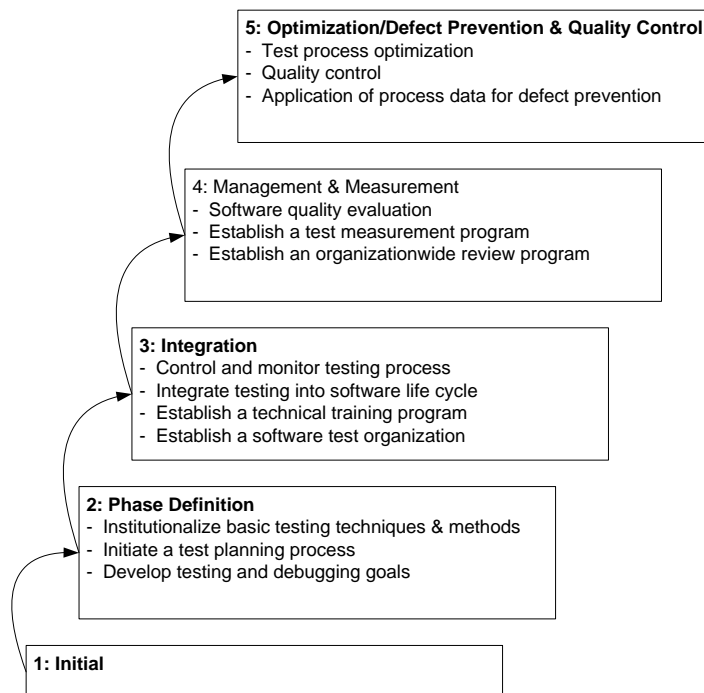 5: Optimization/Defect Prevention & Quality Control
- Test process optimization
- Quality control
- Application of process data for defect prevention
4: Management & Measurement
- Software quality evaluation
- Establish a test measurement program
- Establish an organizationwide review program
3: Integration
- Control and monitor testing process
- Integrate testing into software life cycle
- Establish a technical training program
- Establish a software test organization
2: Phase Definition
- Institutionalize basic testing techniques & methods
- Initiate a test planning process
- Develop testing and debugging goals
1: Initial